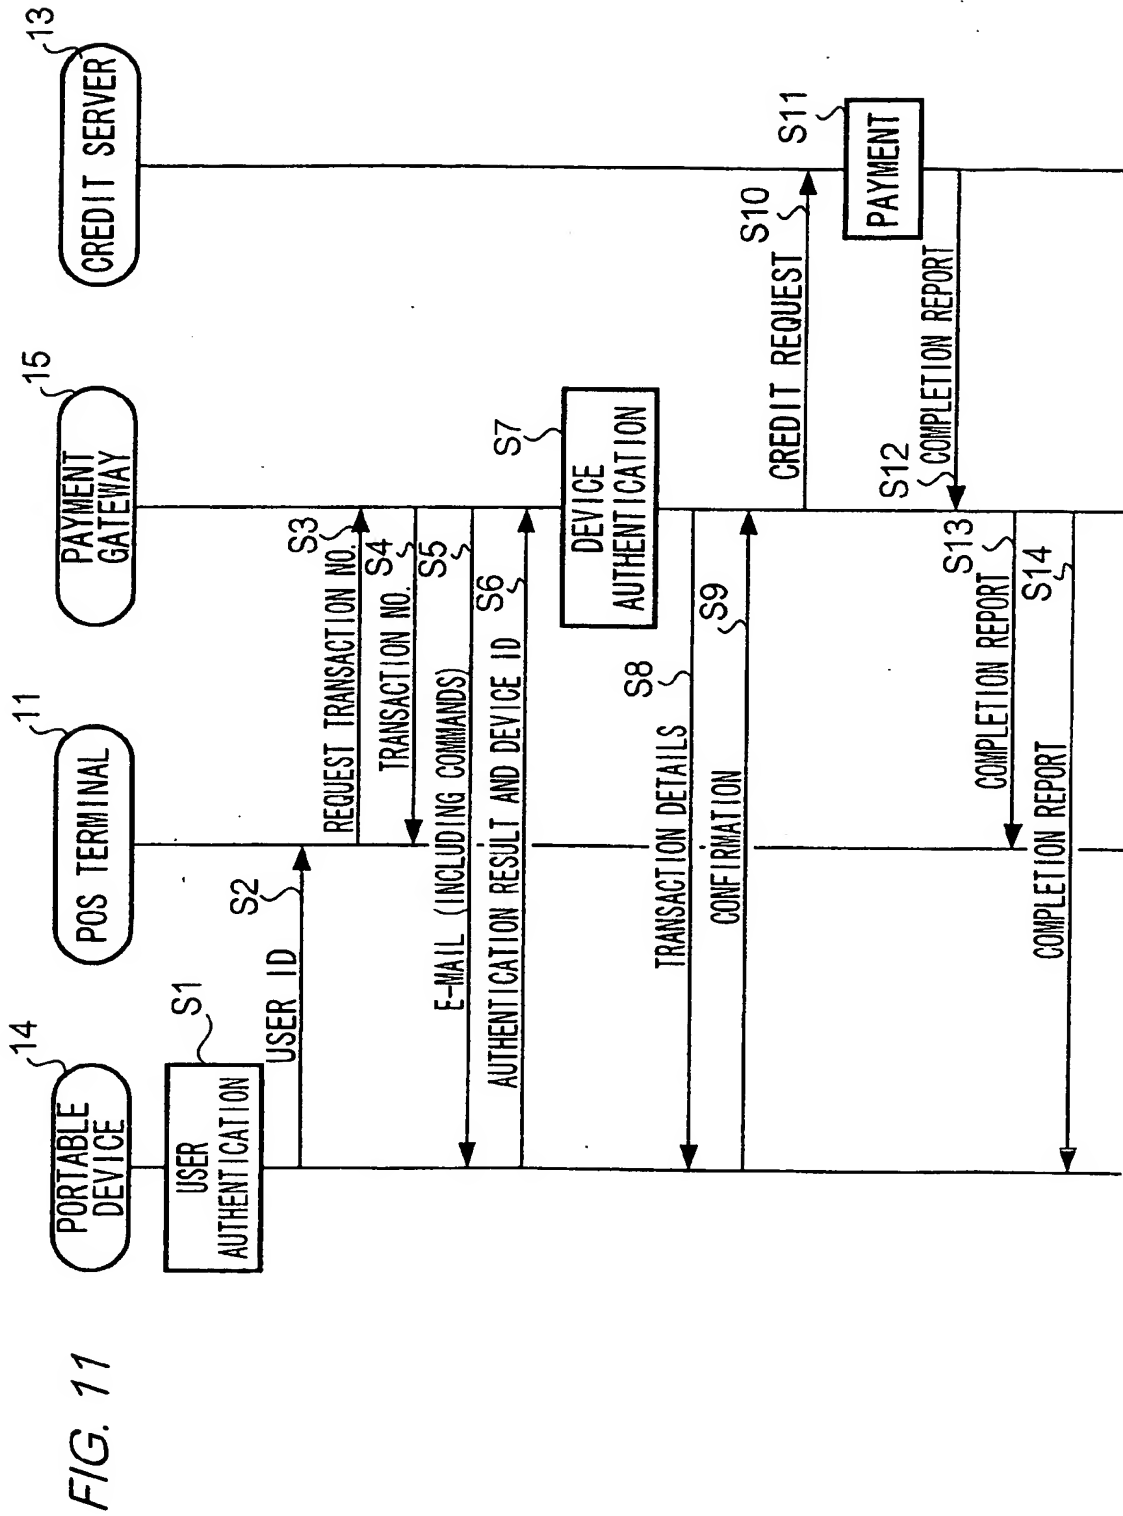 FIG. 11
14
PORTABLE
DEVICE
11
POS TERMINAL
15
PAYMENT
GATEWAY
13
CREDIT SERVER
S1
USER
AUTHENTICATION
S2
USER ID
S3
REQUEST TRANSACTION NO.
S4
TRANSACTION NO.
S5
E-MAIL (INCLUDING COMMANDS)
S6
AUTHENTICATION RESULT AND DEVICE ID
S7
DEVICE
AUTHENTICATION
S8
TRANSACTION DETAILS
S9
CONFIRMATION
S10
CREDIT REQUEST
S11
PAYMENT
S12
COMPLETION REPORT
S13
COMPLETION REPORT
S14
COMPLETION REPORT